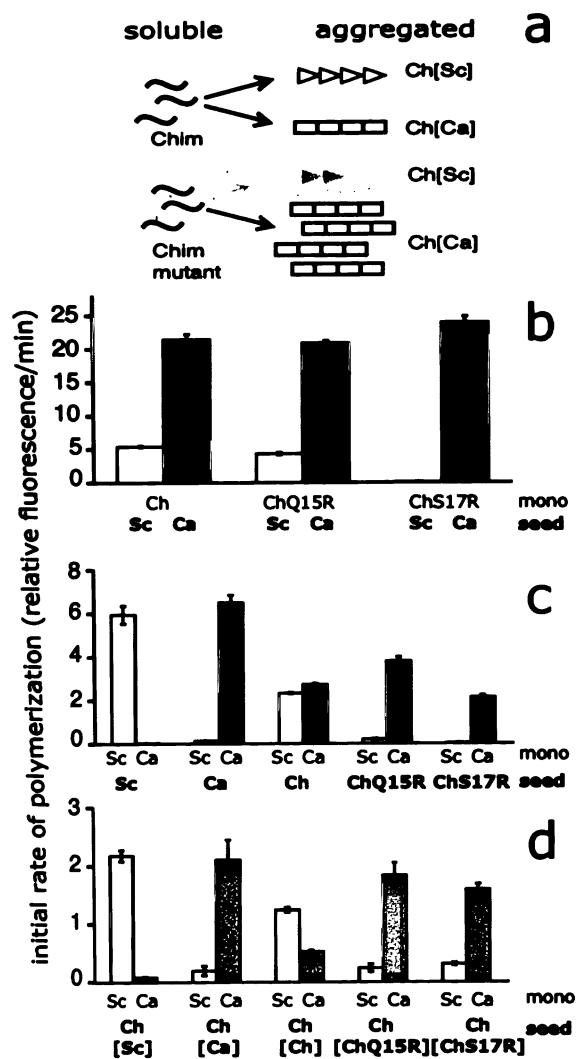 soluble aggregated a
Ch[Sc]
Chim
Ch[Ca]
Ch[Sc]
Chim
mutant
Ch[Ca]
initial rate of polymerization (relative fluorescence/min)
b
25
20
15
10
5
0
Ch ChQ15R ChS17R mono
Sc Ca Sc Ca Sc Ca seed
c
8
6
4
2
0
Sc Ca Sc Ca Sc Ca Sc Ca Sc Ca mono
Sc Ca Ch ChQ15R ChS17R seed
d
3
2
1
0
Sc Ca Sc Ca Sc Ca Sc Ca Sc Ca mono
Ch Ch Ch Ch Ch seed
[Sc] [Ca] [Ch] [ChQ15R] [ChS17R]